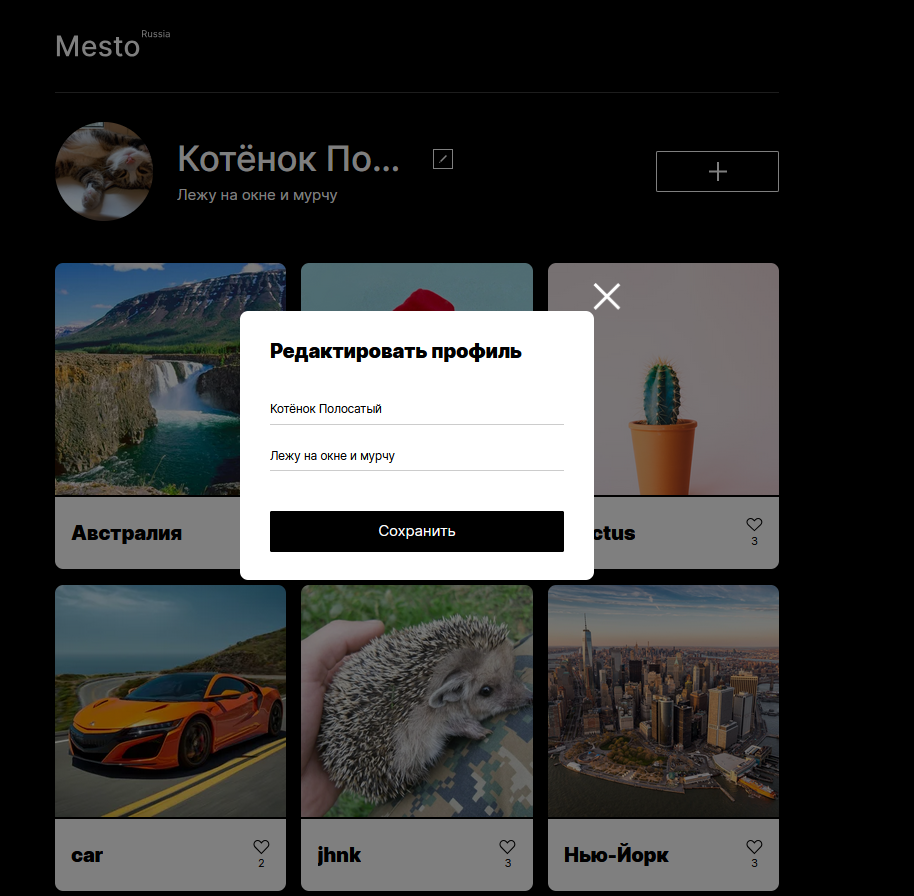 Mesto Russia
Котёнок По...
Лежу на окне и мурчу
Редактировать профиль
Котёнок Полосатый
Лежу на окне и мурчу
Сохранить
Австралия
ctus
3
car
2
jhnk
3
Нью-Йорк
3